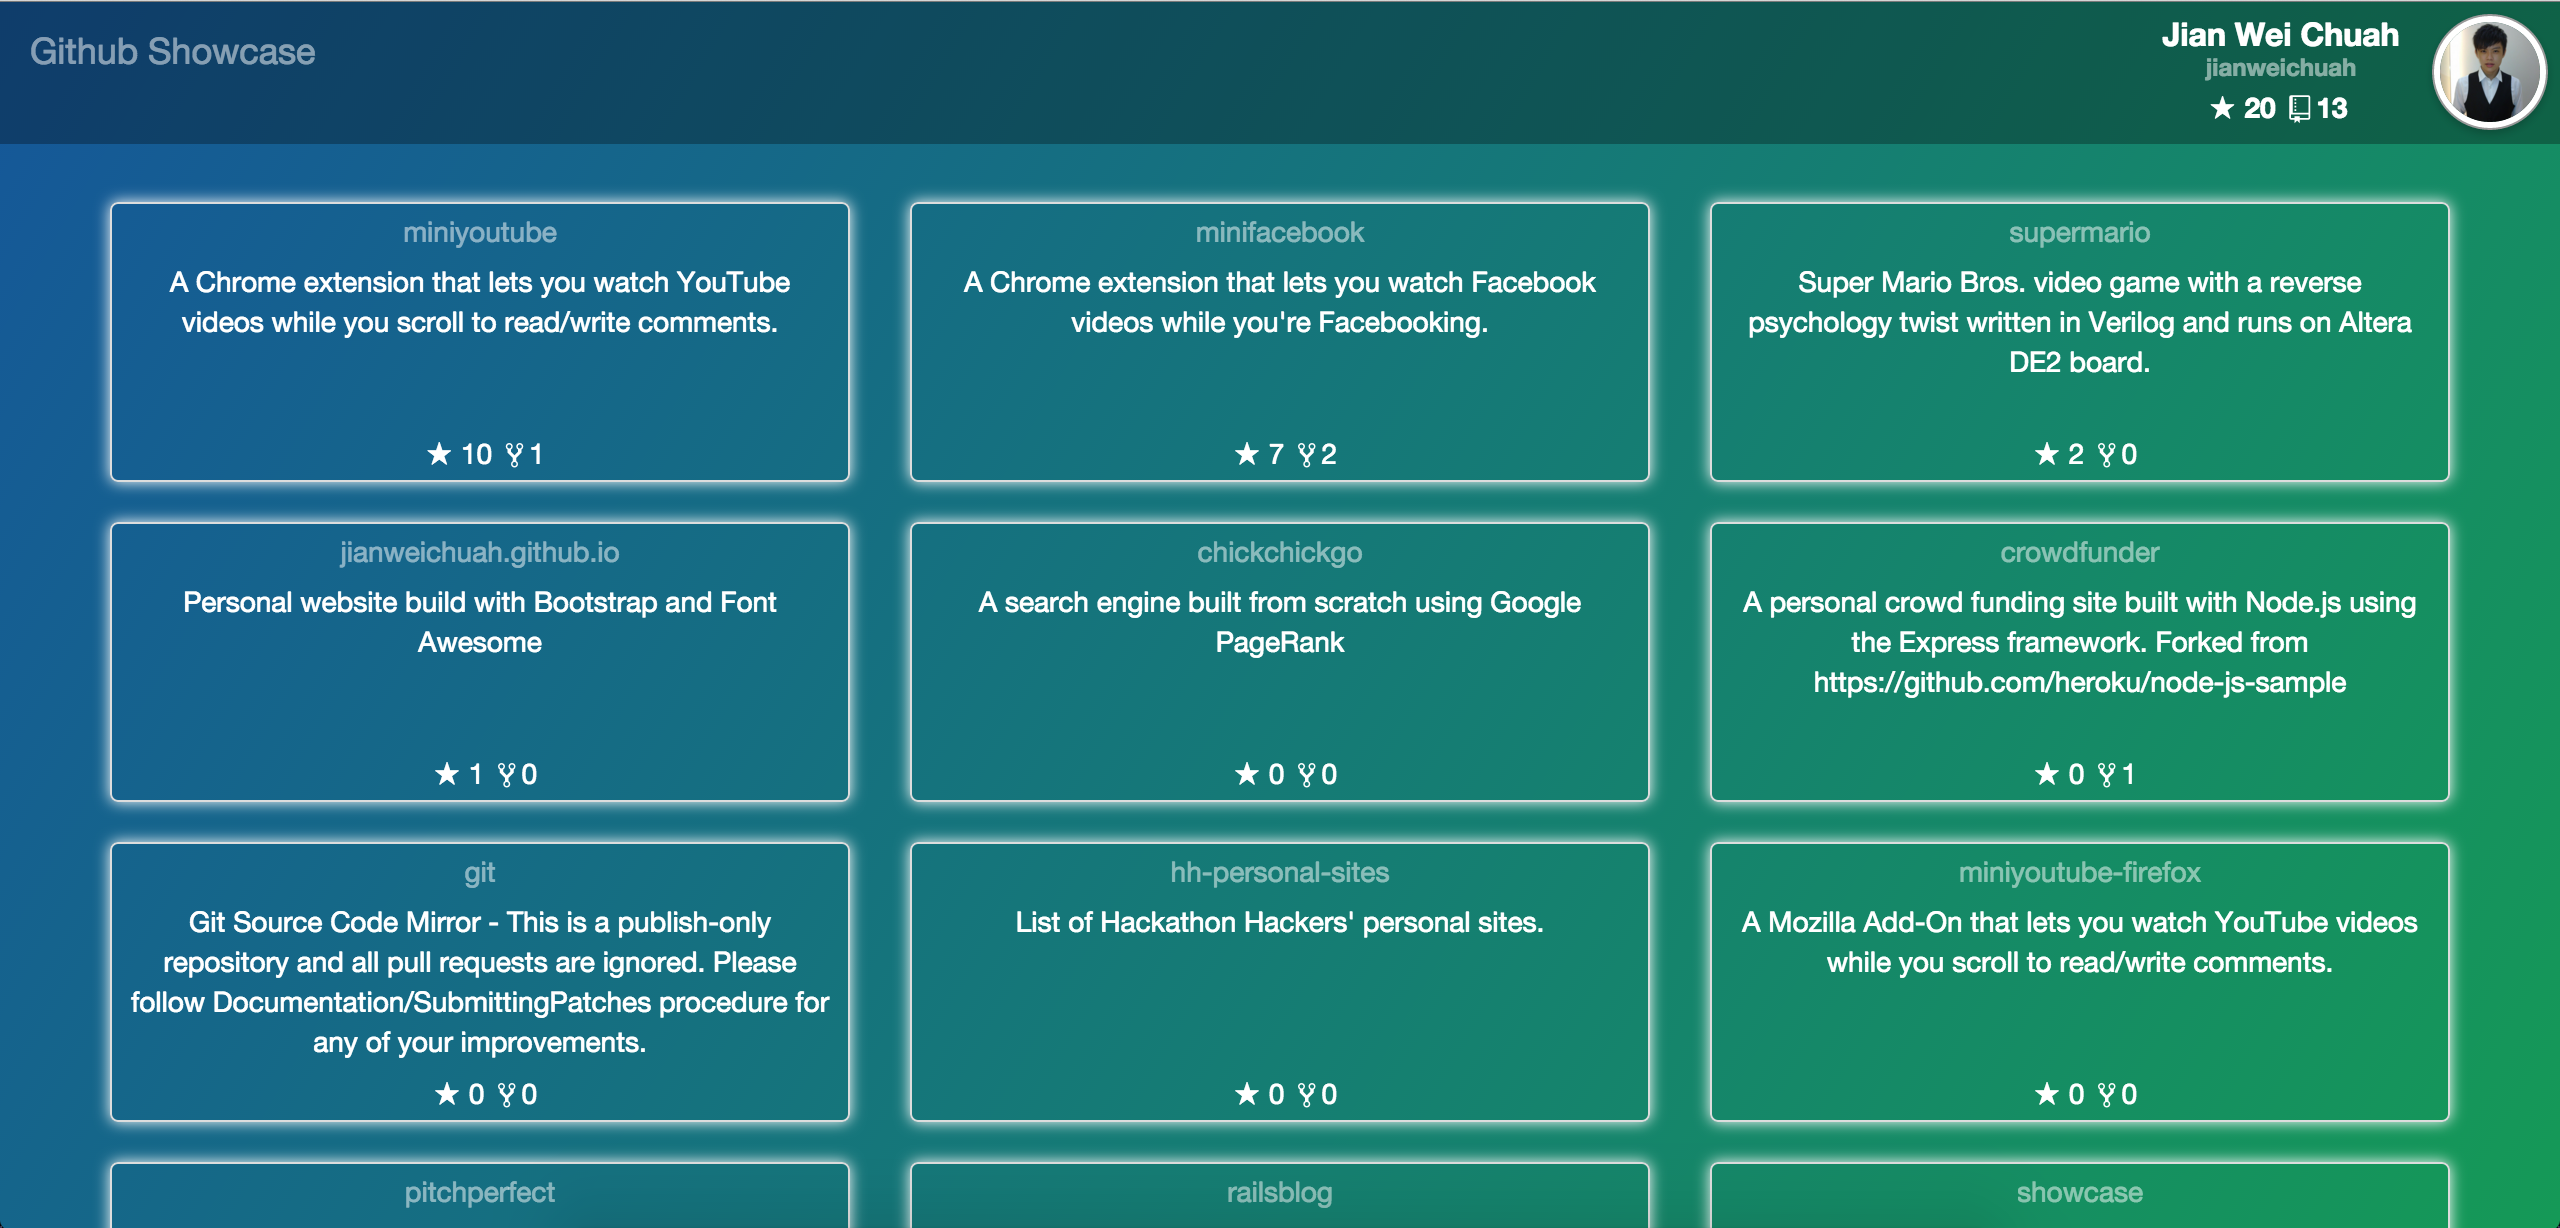 Github Showcase
Jian Wei Chuah
jianweichuah
★ 20 13
miniyoutube
A Chrome extension that lets you watch YouTube
videos while you scroll to read/write comments.
★ 10 1
minifacebook
A Chrome extension that lets you watch Facebook
videos while you're Facebooking.
★ 7 2
supermario
Super Mario Bros. video game with a reverse
psychology twist written in Verilog and runs on Altera
DE2 board.
★ 2 0
jianweichuah.github.io
Personal website build with Bootstrap and Font
Awesome
★ 1 0
chickchickgo
A search engine built from scratch using Google
PageRank
★ 0 0
crowdfunder
A personal crowd funding site built with Node.js using
the Express framework. Forked from
https://github.com/heroku/node-js-sample
★ 0 1
git
Git Source Code Mirror - This is a publish-only
repository and all pull requests are ignored. Please
follow Documentation/SubmittingPatches procedure for
any of your improvements.
★ 0 0
hh-personal-sites
List of Hackathon Hackers' personal sites.
★ 0 0
miniyoutube-firefox
A Mozilla Add-On that lets you watch YouTube videos
while you scroll to read/write comments.
★ 0 0
pitchperfect
railsblog
showcase